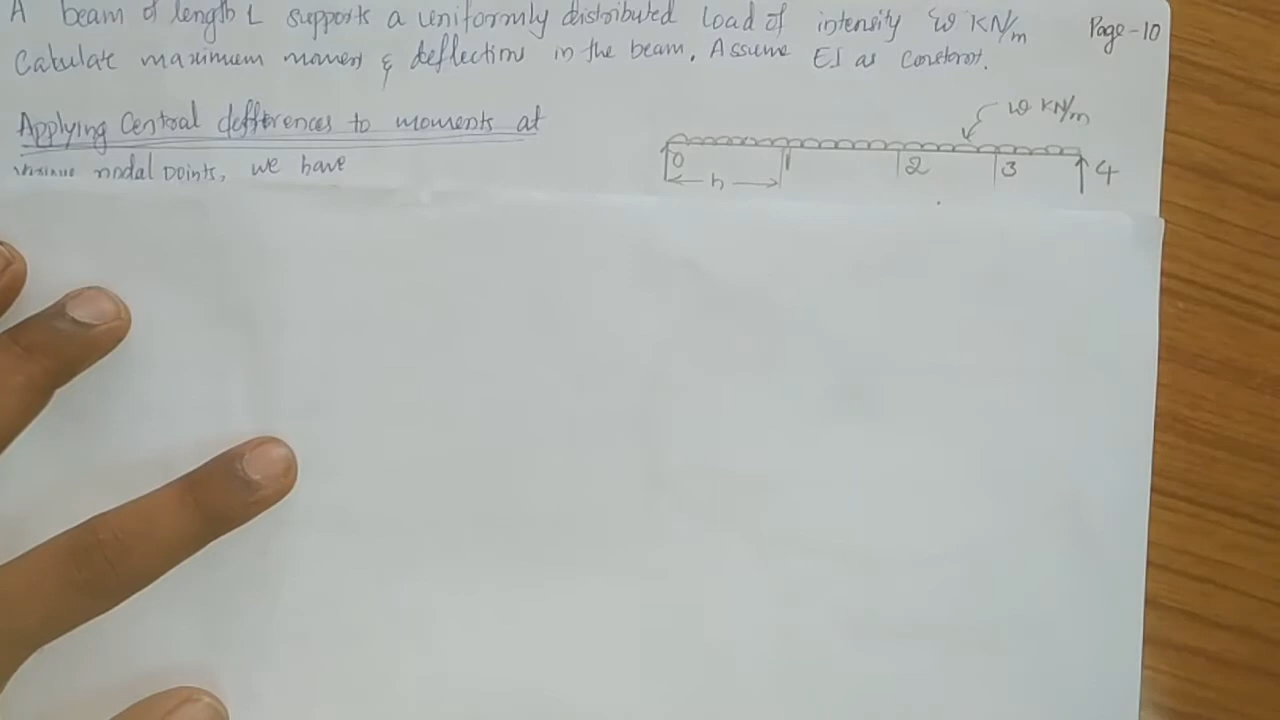 A beam of length L supports a uniformly distributed load of intensity w KN/m
Page-10
Calculate maximum moment & deflection in the beam. Assume EI as constant.
Applying Central differences to moments at
nodal points, we have
w KN/m
0 1 2 3 4
h